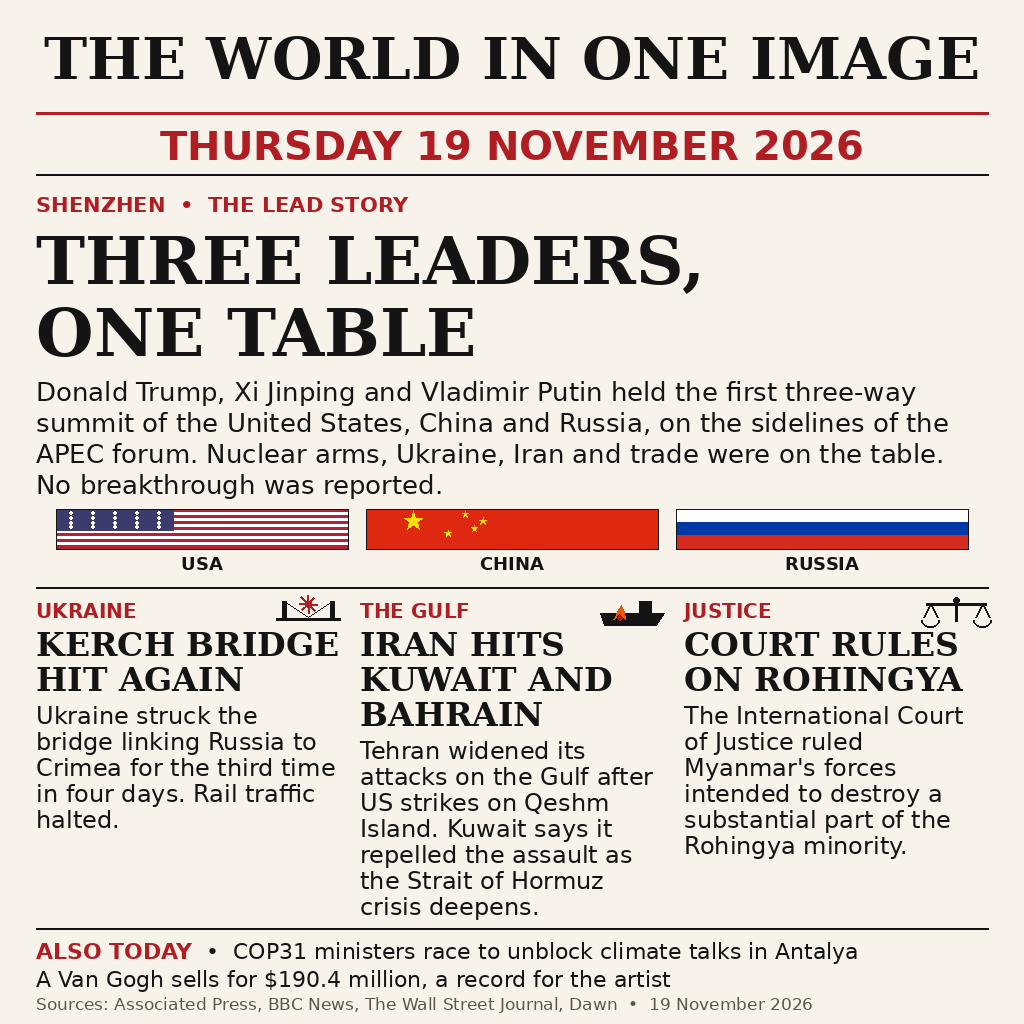 THE WORLD IN ONE IMAGE
THURSDAY 19 NOVEMBER 2026
SHENZHEN • THE LEAD STORY
THREE LEADERS,
ONE TABLE
Donald Trump, Xi Jinping and Vladimir Putin held the first three-way
summit of the United States, China and Russia, on the sidelines of the
APEC forum. Nuclear arms, Ukraine, Iran and trade were on the table.
No breakthrough was reported.
USA
CHINA
RUSSIA
UKRAINE
KERCH BRIDGE
HIT AGAIN
Ukraine struck the
bridge linking Russia to
Crimea for the third time
in four days. Rail traffic
halted.
THE GULF
IRAN HITS
KUWAIT AND
BAHRAIN
Tehran widened its
attacks on the Gulf after
US strikes on Qeshm
Island. Kuwait says it
repelled the assault as
the Strait of Hormuz
crisis deepens.
JUSTICE
COURT RULES
ON ROHINGYA
The International Court
of Justice ruled
Myanmar's forces
intended to destroy a
substantial part of the
Rohingya minority.
ALSO TODAY • COP31 ministers race to unblock climate talks in Antalya
A Van Gogh sells for $190.4 million, a record for the artist
Sources: Associated Press, BBC News, The Wall Street Journal, Dawn • 19 November 2026